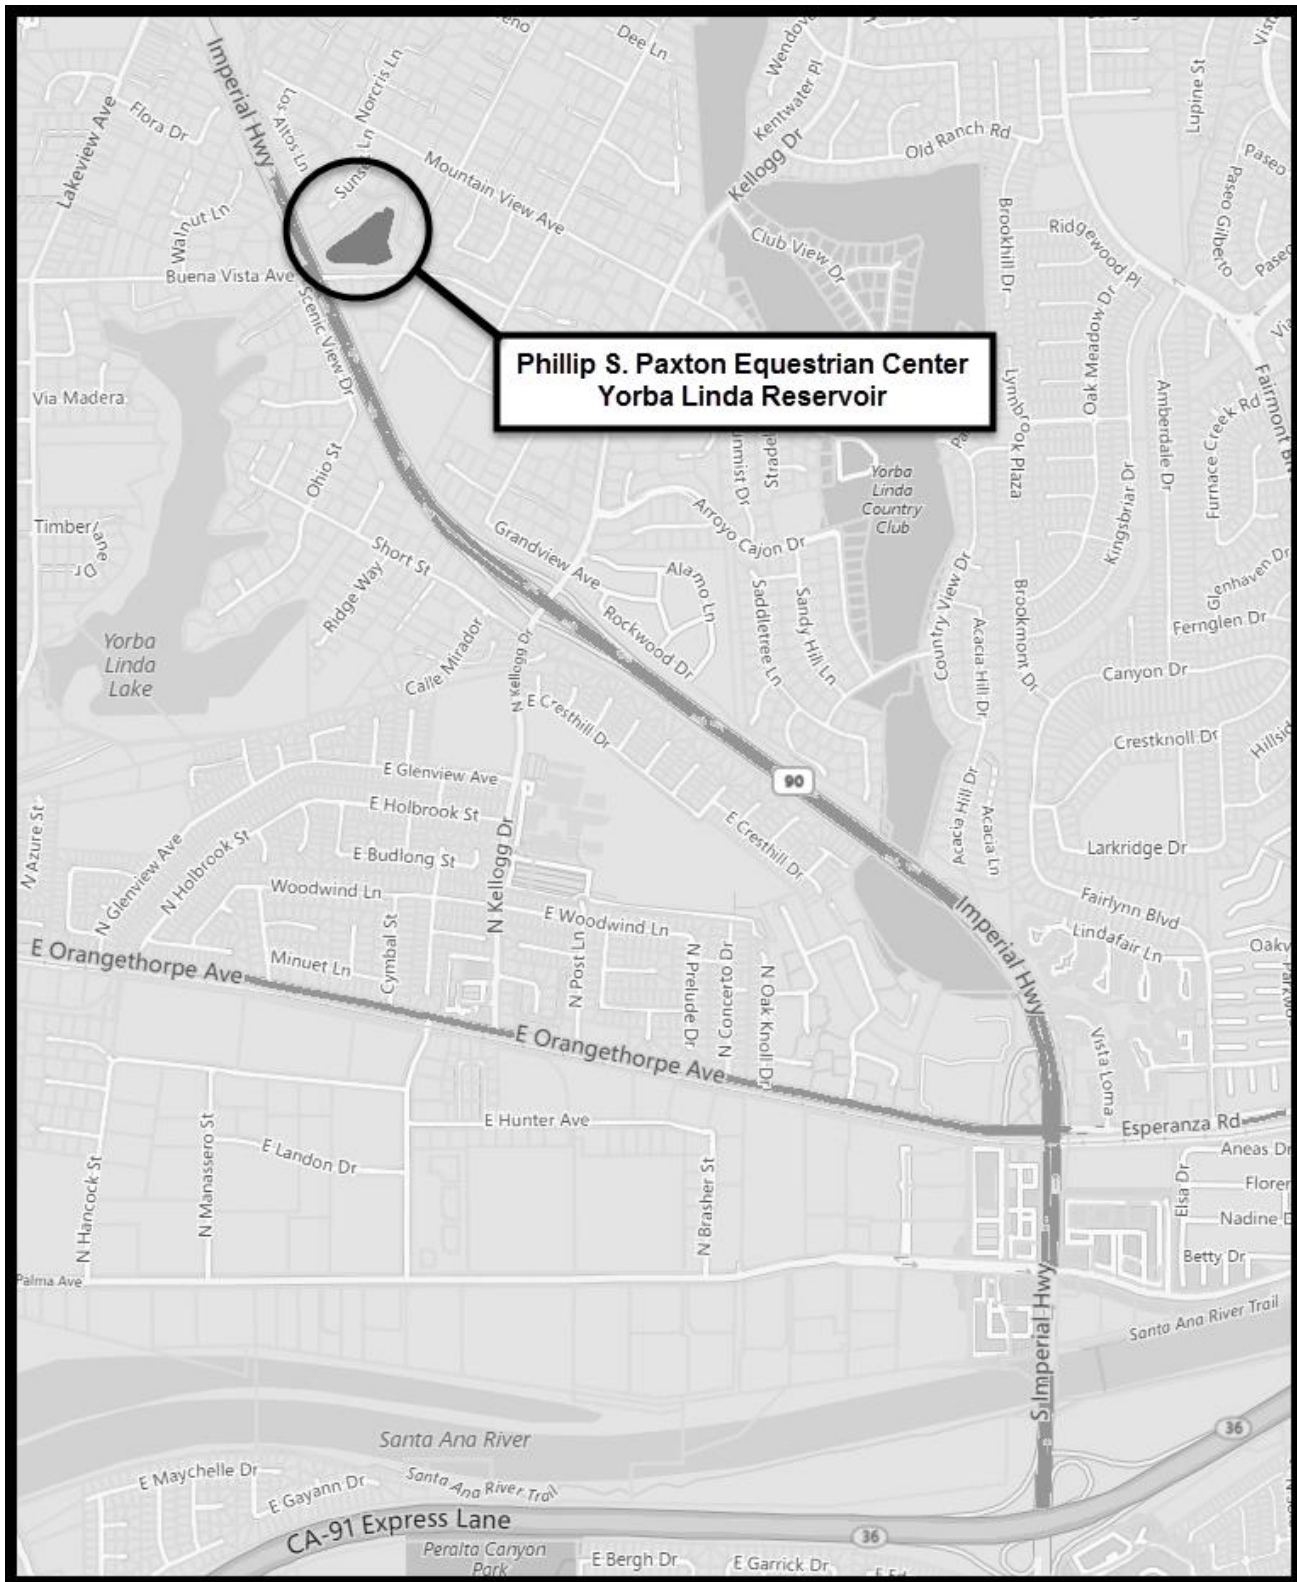 Imperial Hwy
Los Altos Ln
Norcris Ln
Dee Ln
Kentwater Pl
Lupine St
Flora Dr
Lakeview Ave
Mountain View Ave
Kellogg Dr
Old Ranch Rd
Paseo
Paseo Gilberto
Walnut Ln
Buena Vista Ave
Scenic View Dr
Club View Dr
Brookhill Dr
Ridgewood Pl
Paseo
Phillip S. Paxton Equestrian Center
Yorba Linda Reservoir
Via Madera
Ohio St
Oak Meadow Dr
Amberdale Dr
Furnace Creek Rd
Lynnbrook Plaza
Kingsbriar Dr
Yorba
Linda
Country
Club
Timberlane Dr
Short St
Ridge Way
Grandview Ave
Arroyo Cajon Dr
Alamo Ln
Rockwood Dr
Saddletree Ln
Sandy Hill Ln
Country View Dr
Acacia Hill Dr
Brookmont Dr
Glenhaven Dr
Fernglen Dr
Yorba
Linda
Lake
Calle Mirador
N Kellogg Dr
E Cresthill Dr
Canyon Dr
Crestknoll Dr
E Glenview Ave
90
E Holbrook St
E Cresthill Dr
Acacia Hill Dr
Acacia Ln
N Azure St
N Glenview Ave
N Holbrook St
E Budlong St
N Kellogg Dr
Larkridge Dr
Woodwind Ln
E Woodwind Ln
Fairlynn Blvd
Lindafair Ln
Imperial Hwy
E Orangethorpe Ave
Minuet Ln
Cymbal St
N Post Ln
N Prelude Dr
N Concerto Dr
N Oak Knoll Dr
E Orangethorpe Ave
Vista Loma
E Hunter Ave
Esperanza Rd
N Hancock St
N Manassero St
E Landon Dr
N Brasher St
Elsa Dr
Aneas Dr
Betty Dr
Palma Ave
S Imperial Hwy
Santa Ana River Trail
Santa Ana River
36
E Maychelle Dr
E Gayann Dr
Santa Ana River Trail
CA-91 Express Lane
36
Peralta Canyon
Park
E Bergh Dr
E Garrick Dr